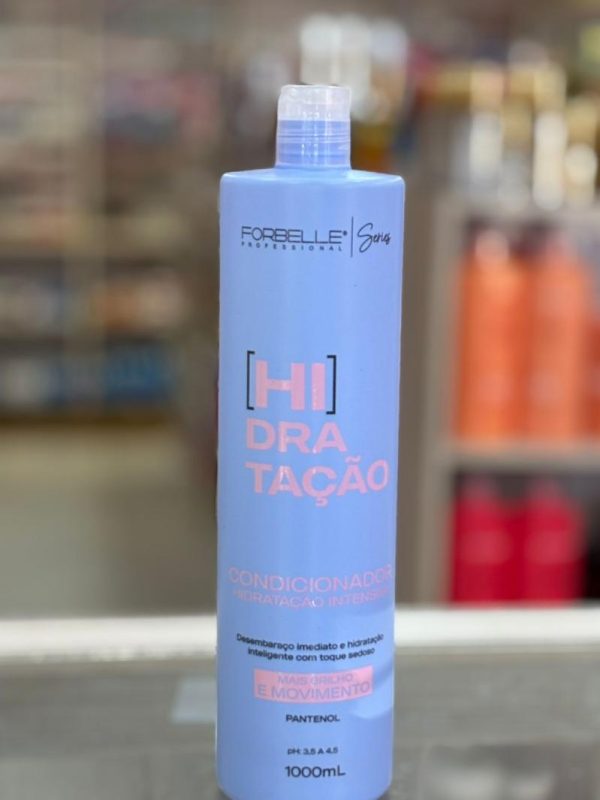 FORBELLE® | Series
PROFESSIONAL
[HI]
DRA
TAÇÃO
CONDICIONADOR
HIDRATAÇÃO INTENSIVA
Desembaraço imediato e hidratação
inteligente com toque sedoso
MAIS BRILHO
E MOVIMENTO
PANTENOL
pH: 3,5 A 4,5
1000mL